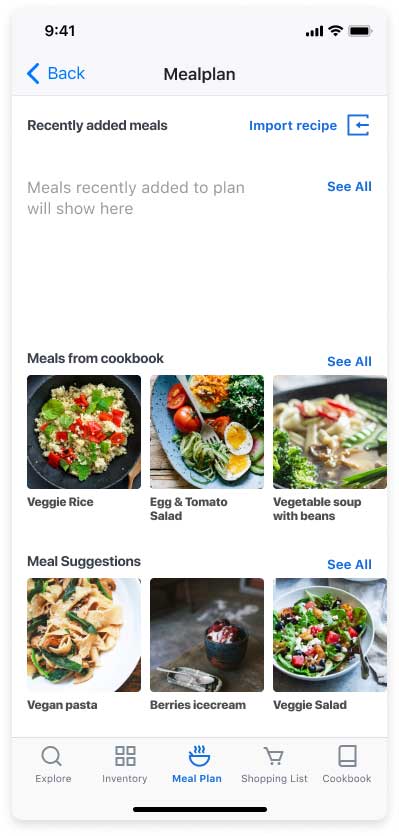 9:41
Back
Mealplan
Recently added meals
Import recipe
Meals recently added to plan
will show here
See All
Meals from cookbook
See All
Veggie Rice
Egg & Tomato
Salad
Vegetable soup
with beans
Meal Suggestions
See All
Vegan pasta
Berries icecream
Veggie Salad
Explore
Inventory
Meal Plan
Shopping List
Cookbook